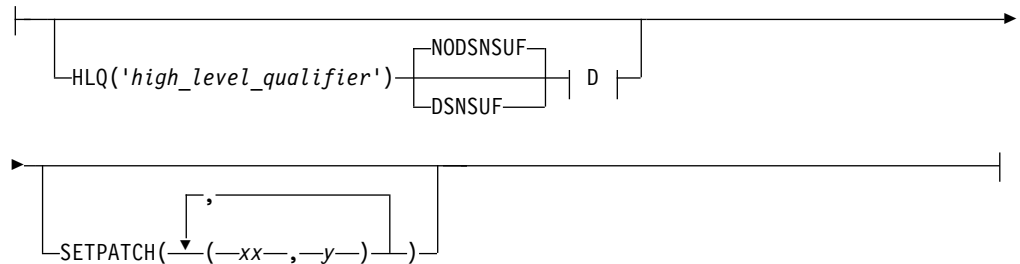 NODSNSUF
HLQ('high_level_qualifier') D
DSNSUF
,
SETPATCH( ( xx , y ) )